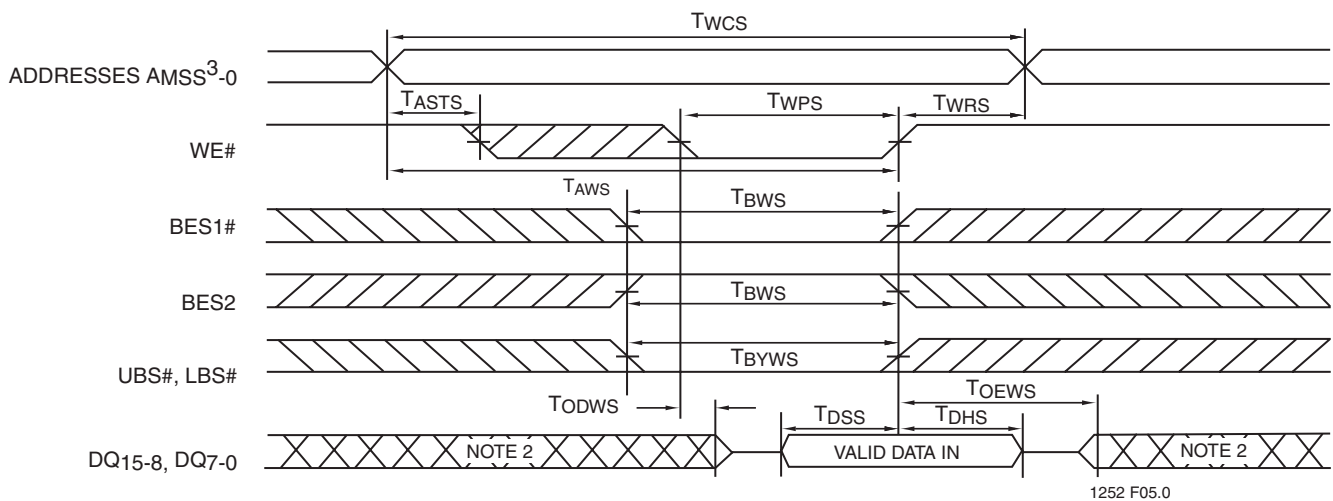 TWCS
ADDRESSES AMSS3-0
TASTS
TWPS
TWRS
WE#
TAWS
TBWS
BES1#
BES2
TBWS
TBYWS
UBS#, LBS#
TOEWS
TODWS
TDSS
TDHS
DQ15-8, DQ7-0
NOTE 2
VALID DATA IN
NOTE 2
1252 F05.0